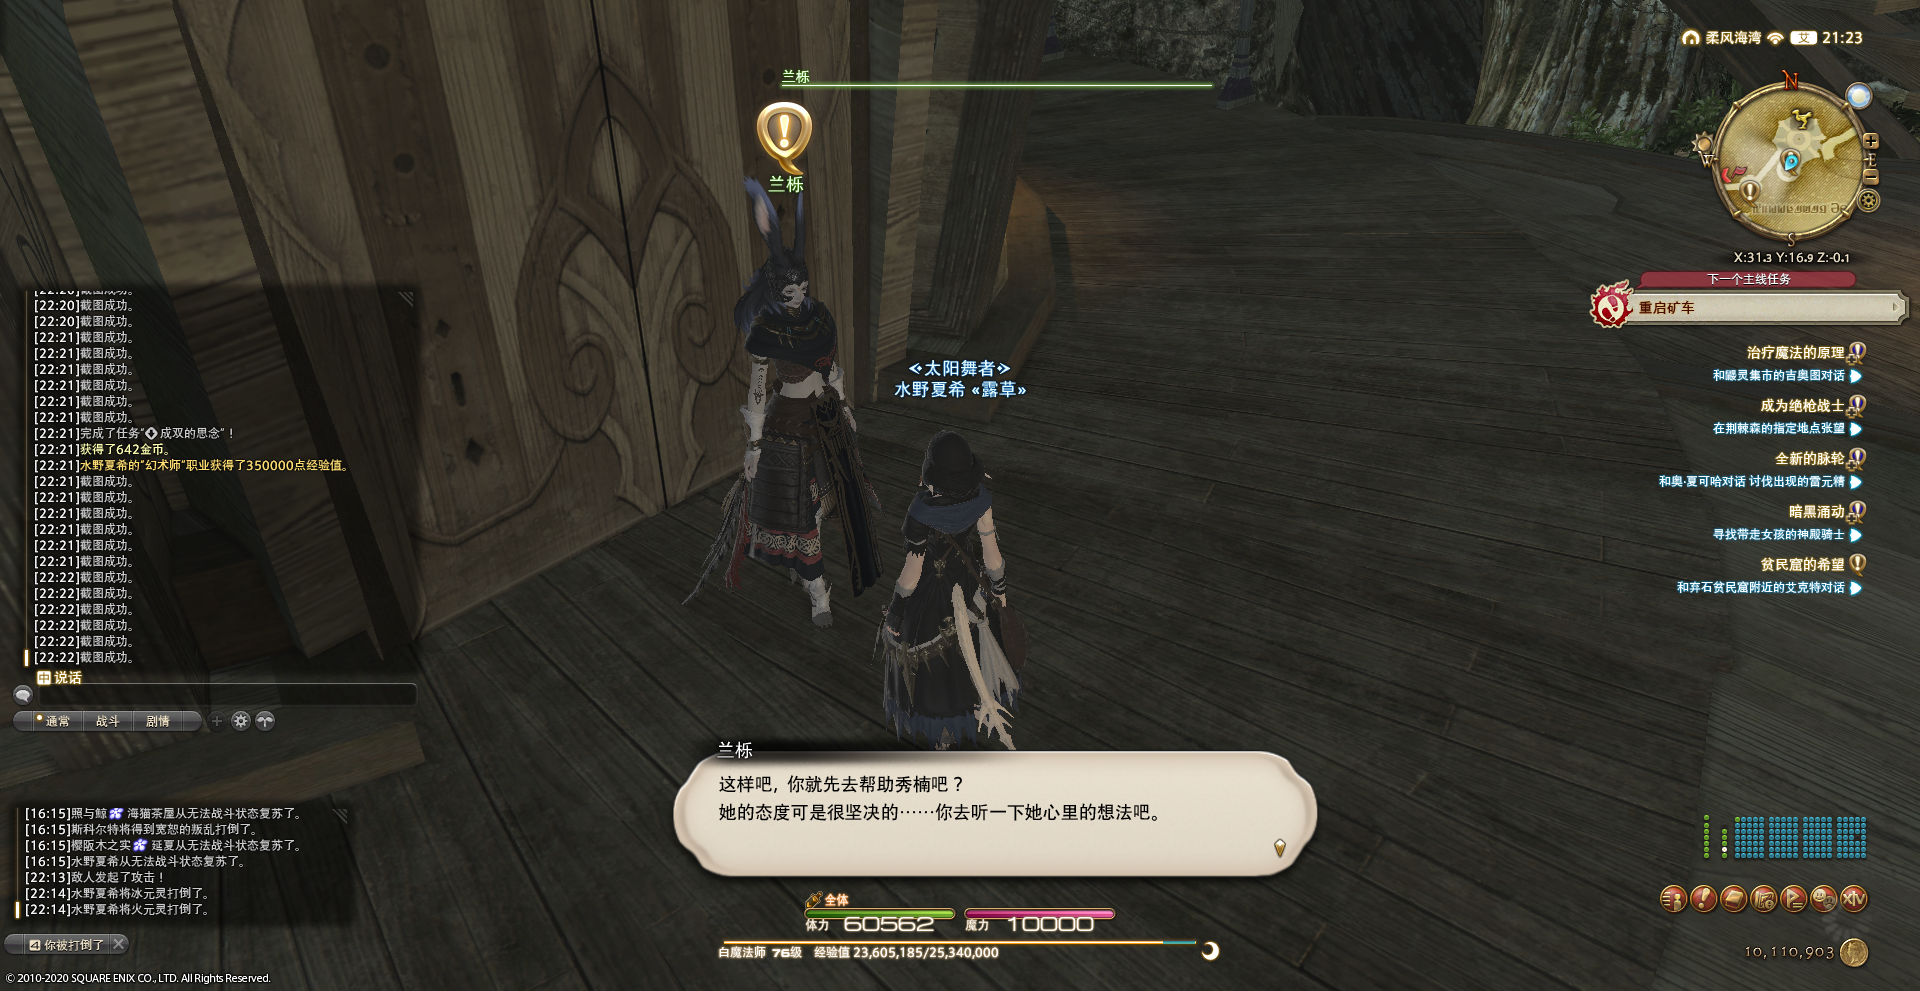 兰栎
兰栎
<太阳舞者>
水野夏希 «露草»
柔风海湾 艾 21:23
N
W
E
S
X:31.3 Y:16.9 Z:-0.1
下一个主线任务
重启矿车
治疗魔法的原理
和鼹灵集市的吉奥图对话
成为绝枪战士
在荆棘森的指定地点张望
全新的脉轮
和奥·夏可哈对话 讨伐出现的雷元精
暗黑涌动
寻找带走女孩的神殿骑士
贫民窟的希望
和弃石贫民窟附近的艾克特对话
[22:20]截图成功。
[22:20]截图成功。
[22:20]截图成功。
[22:21]截图成功。
[22:21]截图成功。
[22:21]截图成功。
[22:21]截图成功。
[22:21]截图成功。
[22:21]截图成功。
[22:21]完成了任务“成双的思念”！
[22:21]获得了642金币。
[22:21]水野夏希的“幻术师”职业获得了350000点经验值。
[22:21]截图成功。
[22:21]截图成功。
[22:21]截图成功。
[22:21]截图成功。
[22:21]截图成功。
[22:21]截图成功。
[22:22]截图成功。
[22:22]截图成功。
[22:22]截图成功。
[22:22]截图成功。
[22:22]截图成功。
[22:22]截图成功。
中 说话
通常 战斗 剧情
[16:15]照与鲸 海猫茶屋从无法战斗状态复苏了。
[16:15]斯科尔特将得到宽恕的叛乱打倒了。
[16:15]樱阪木之实 延夏从无法战斗状态复苏了。
[16:15]水野夏希从无法战斗状态复苏了。
[22:13]敌人发起了攻击！
[22:14]水野夏希将冰元灵打倒了。
[22:14]水野夏希将火元灵打倒了。
4 你被打倒了
© 2010-2020 SQUARE ENIX CO., LTD. All Rights Reserved.
兰栎
这样吧，你就先去帮助秀楠吧？
她的态度可是很坚决的……你去听一下她心里的想法吧。
全体
体力 60562 魔力 10000
白魔法师 76级 经验值 23,605,185/25,340,000
XIV
10,110,903